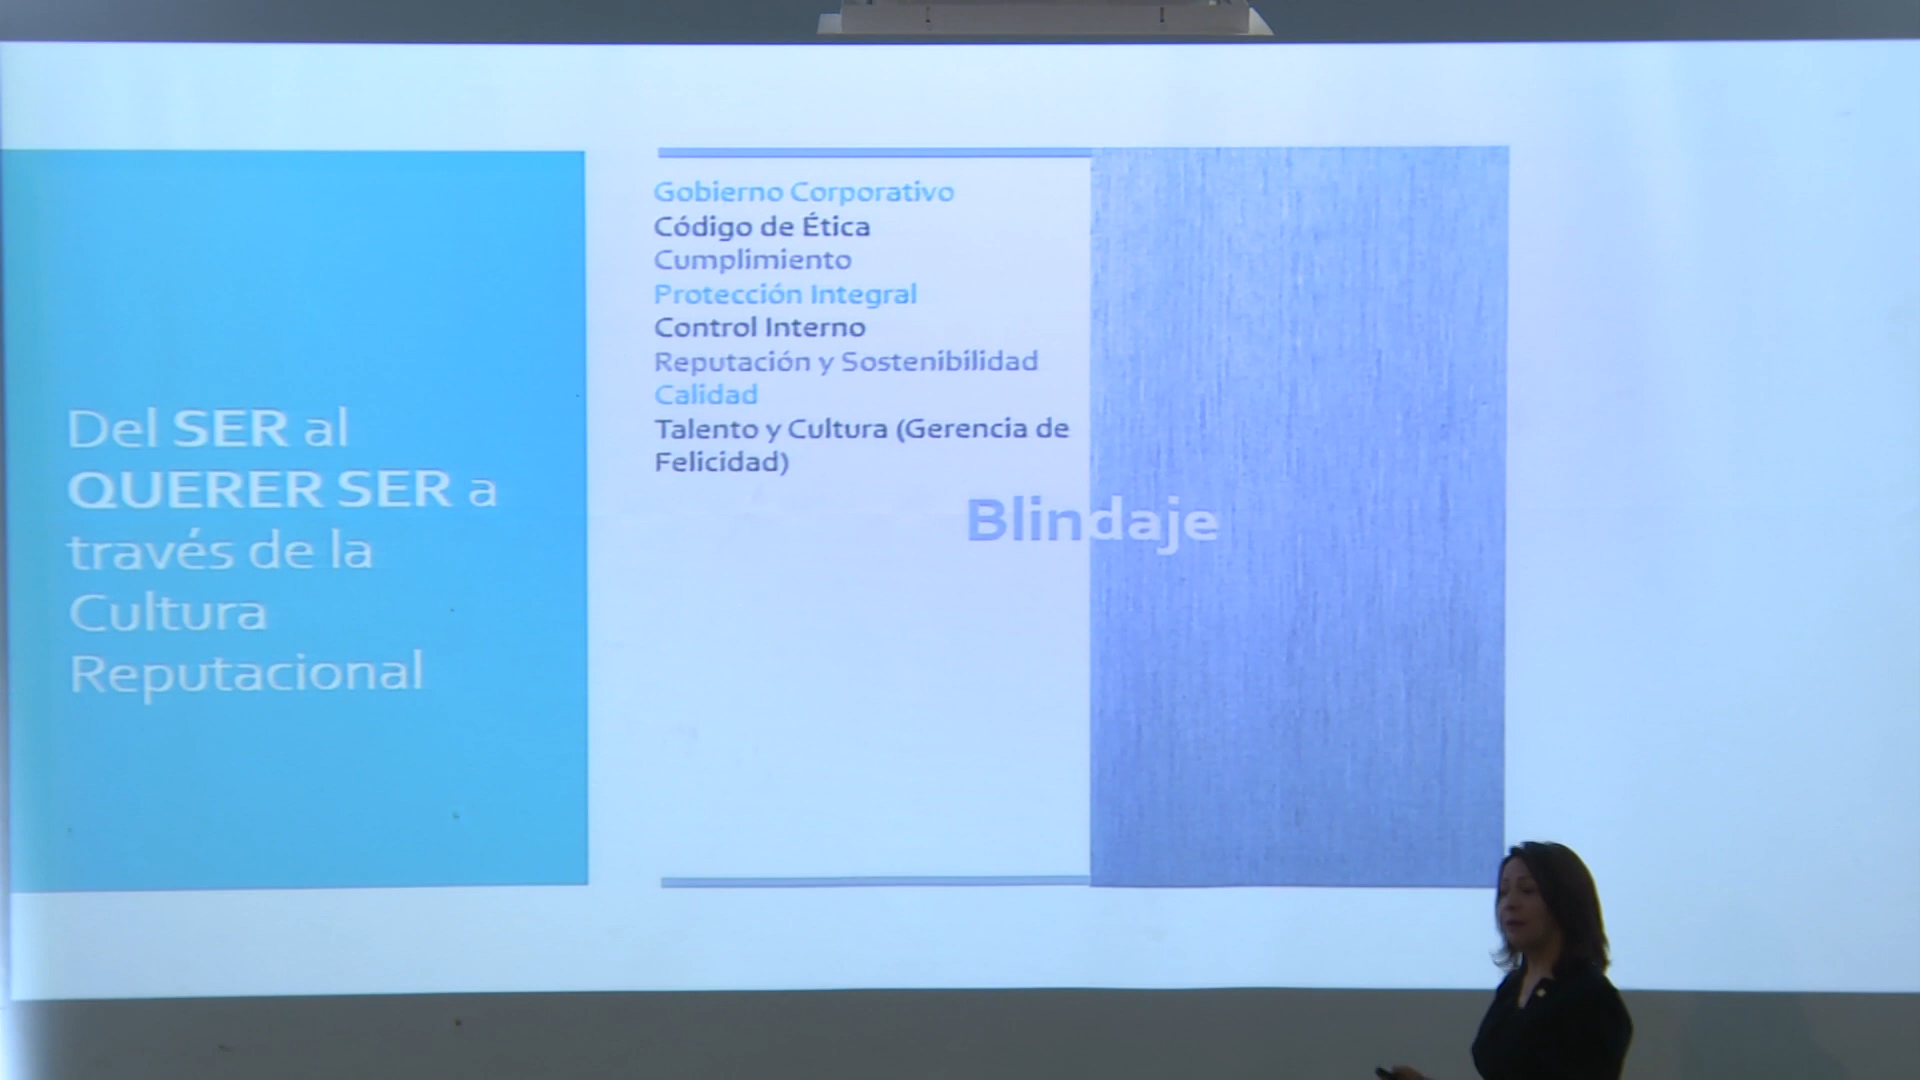 Del SER al
QUERER SER a
través de la
Cultura
Reputacional
Gobierno Corporativo
Código de Ética
Cumplimiento
Protección Integral
Control Interno
Reputación y Sostenibilidad
Calidad
Talento y Cultura (Gerencia de
Felicidad)
Blindaje